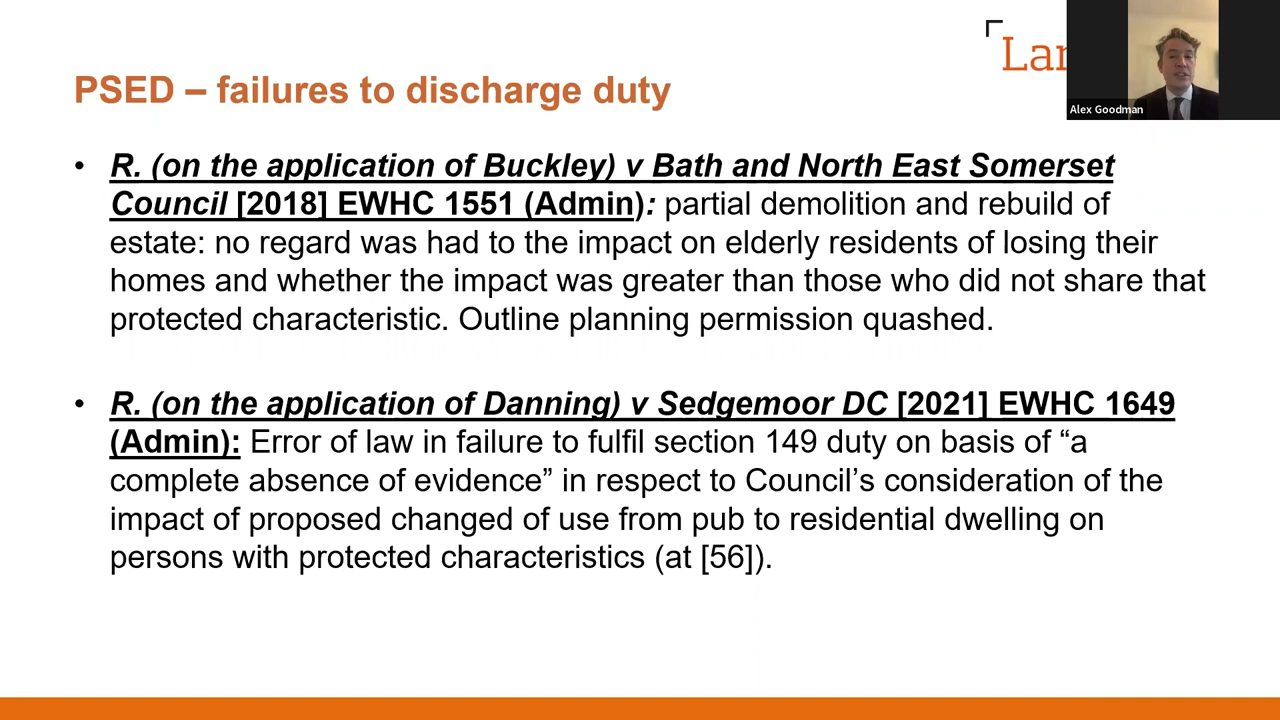 Lan
Alex Goodman
PSED – failures to discharge duty
• R. (on the application of Buckley) v Bath and North East Somerset
Council [2018] EWHC 1551 (Admin): partial demolition and rebuild of
estate: no regard was had to the impact on elderly residents of losing their
homes and whether the impact was greater than those who did not share that
protected characteristic. Outline planning permission quashed.
• R. (on the application of Danning) v Sedgemoor DC [2021] EWHC 1649
(Admin): Error of law in failure to fulfil section 149 duty on basis of “a
complete absence of evidence” in respect to Council’s consideration of the
impact of proposed changed of use from pub to residential dwelling on
persons with protected characteristics (at [56]).